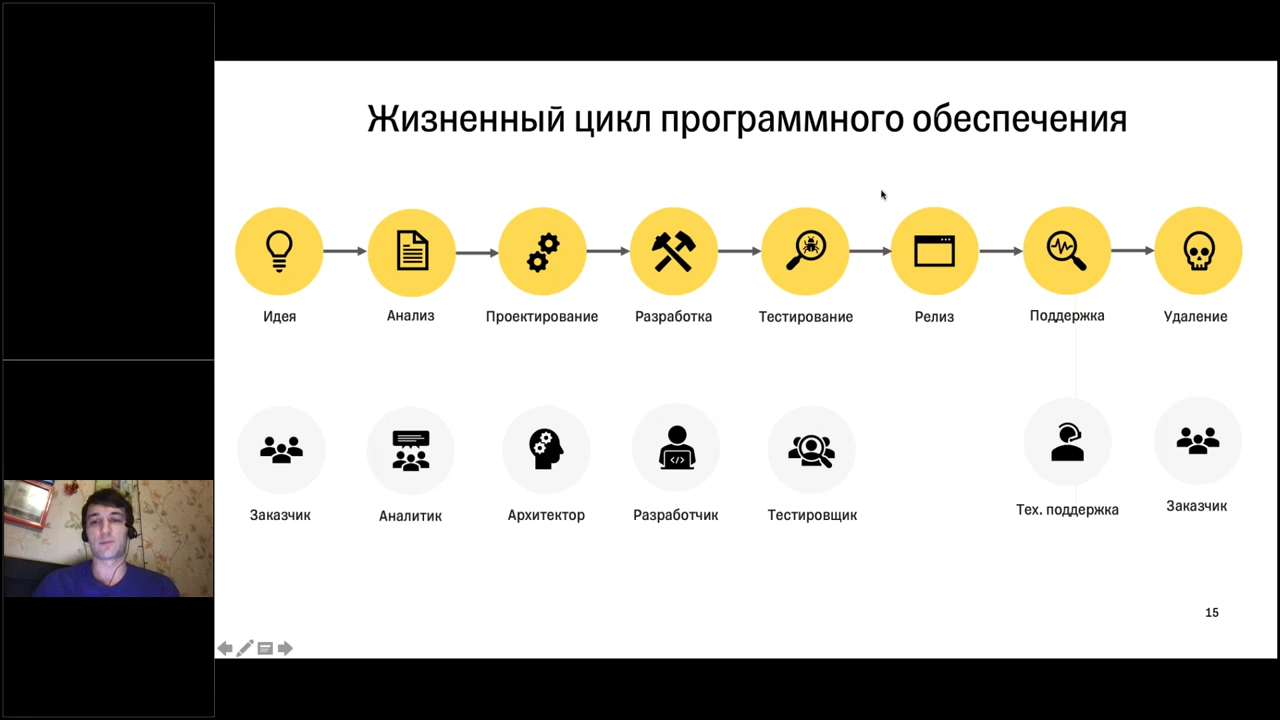 Жизненный цикл программного обеспечения
Идея
Анализ
Проектирование
Разработка
Тестирование
Релиз
Поддержка
Удаление
Заказчик
Аналитик
Архитектор
</>
Разработчик
Тестировщик
Тех. поддержка
Заказчик
15